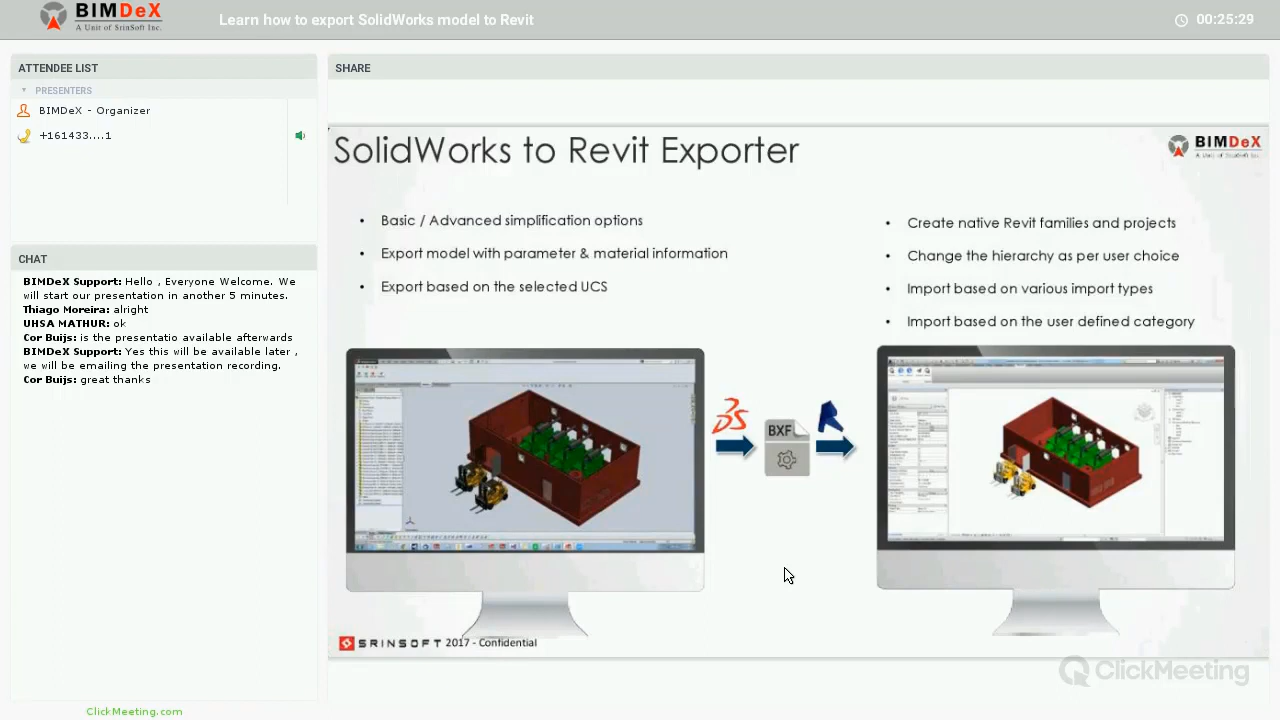 BIMDeX
A Unit of SrinSoft Inc.
Learn how to export SolidWorks model to Revit
00:25:29
ATTENDEE LIST
PRESENTERS
BIMDeX - Organizer
+161433....1
CHAT
BIMDeX Support: Hello , Everyone Welcome. We
will start our presentation in another 5 minutes.
Thiago Moreira: alright
UHSA MATHUR: ok
Cor Buijs: is the presentatio available afterwards
BIMDeX Support: Yes this will be available later ,
we will be emailing the presentation recording.
Cor Buijs: great thanks
ClickMeeting.com
SHARE
SolidWorks to Revit Exporter
BIMDeX
A Unit of SrinSoft Inc.
• Basic / Advanced simplification options
• Export model with parameter & material information
• Export based on the selected UCS
• Create native Revit families and projects
• Change the hierarchy as per user choice
• Import based on various import types
• Import based on the user defined category
BXF
SRINSOFT 2017 - Confidential
ClickMeeting